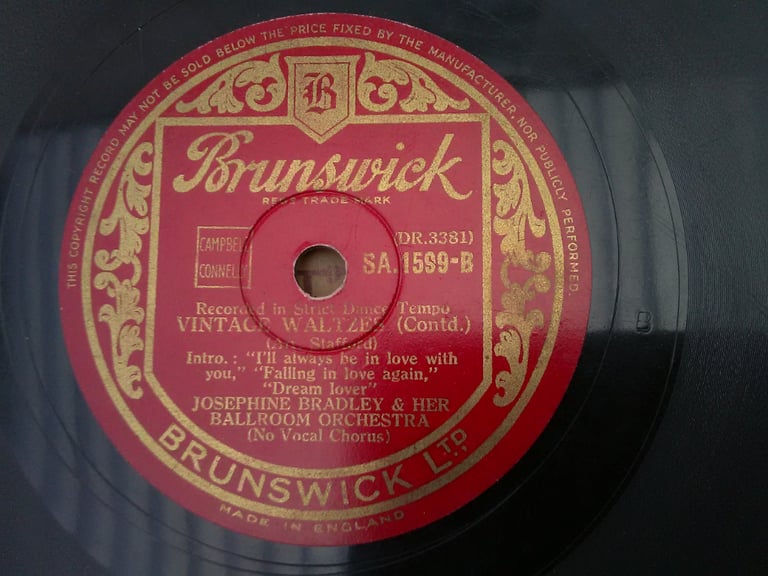 THIS COPYRIGHT RECORD MAY NOT BE SOLD BELOW THE PRICE FIXED BY THE MANUFACTURER, NOR PUBLICLY PERFORMED.
B
Brunswick
REGD TRADE MARK
CAMPBELL
CONNELLY
(DR.3381)
SA.1599-B
Recorded in Strict Dance Tempo
VINTAGE WALTZES (Contd.)
(Arr. Stafford)
Intro.: "I'll always be in love with
you," "Falling in love again,"
"Dream lover"
JOSEPHINE BRADLEY & HER
BALLROOM ORCHESTRA
(No Vocal Chorus)
BRUNSWICK LTD.,
MADE IN ENGLAND
B